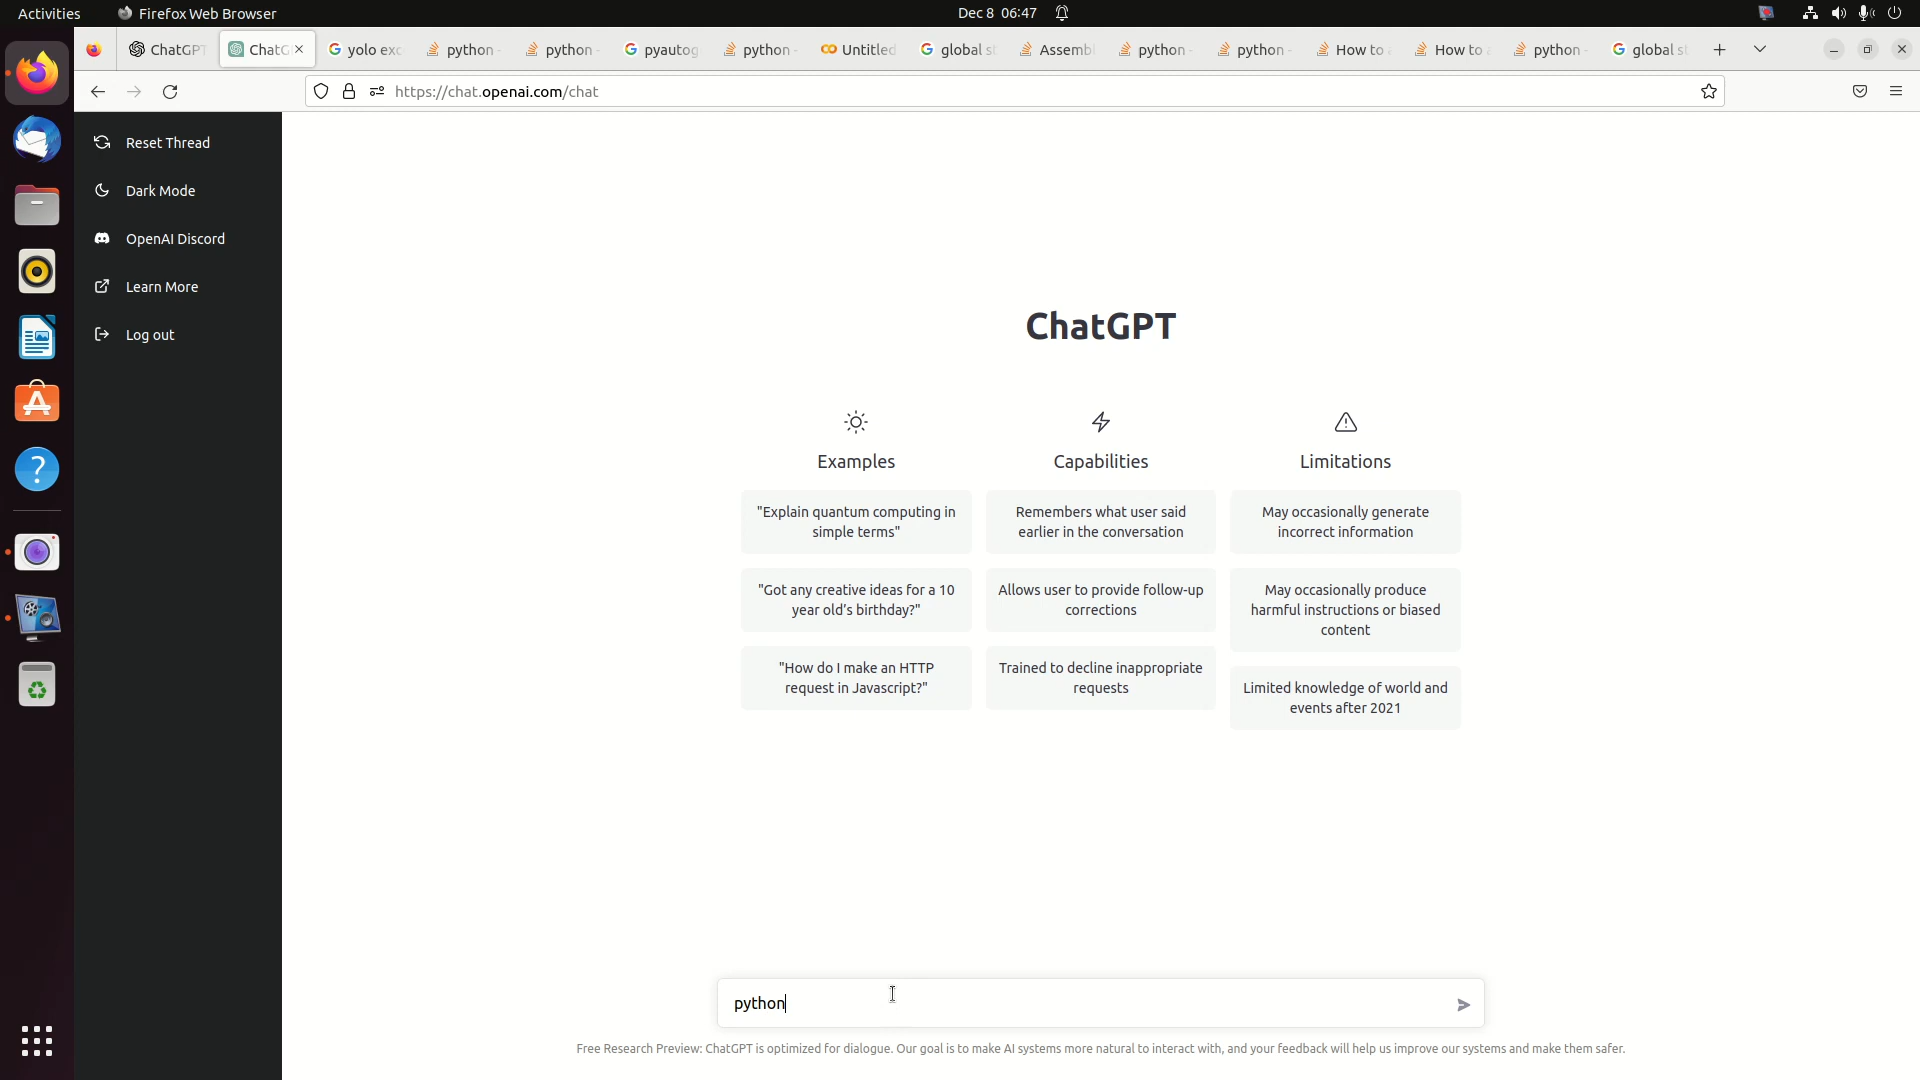 Activities
Firefox Web Browser
Dec 8 06:47
ChatGPT
ChatG
yolo exc
python -
python -
pyautog
python -
Untitled
global st
Assembl
python -
python -
How to a
How to a
python -
global st
https://chat.openai.com/chat
Reset Thread
Dark Mode
OpenAI Discord
Learn More
Log out
ChatGPT
Examples
"Explain quantum computing in
simple terms"
"Got any creative ideas for a 10
year old's birthday?"
"How do I make an HTTP
request in Javascript?"
Capabilities
Remembers what user said
earlier in the conversation
Allows user to provide follow-up
corrections
Trained to decline inappropriate
requests
Limitations
May occasionally generate
incorrect information
May occasionally produce
harmful instructions or biased
content
Limited knowledge of world and
events after 2021
python
Free Research Preview: ChatGPT is optimized for dialogue. Our goal is to make AI systems more natural to interact with, and your feedback will help us improve our systems and make them safer.